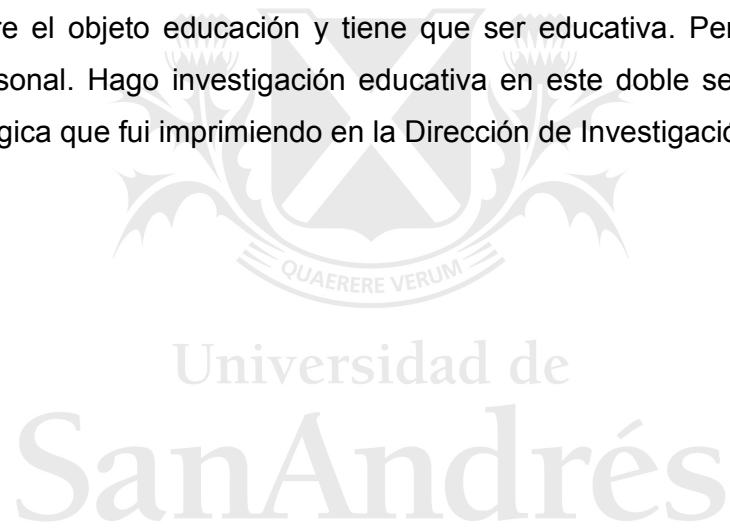 re el objeto educación y tiene que ser educativa. Per
sonal. Hago investigación educativa en este doble se
gica que fui imprimiendo en la Dirección de Investigació
QUAERERE VERUM
Universidad de
SanAndrés